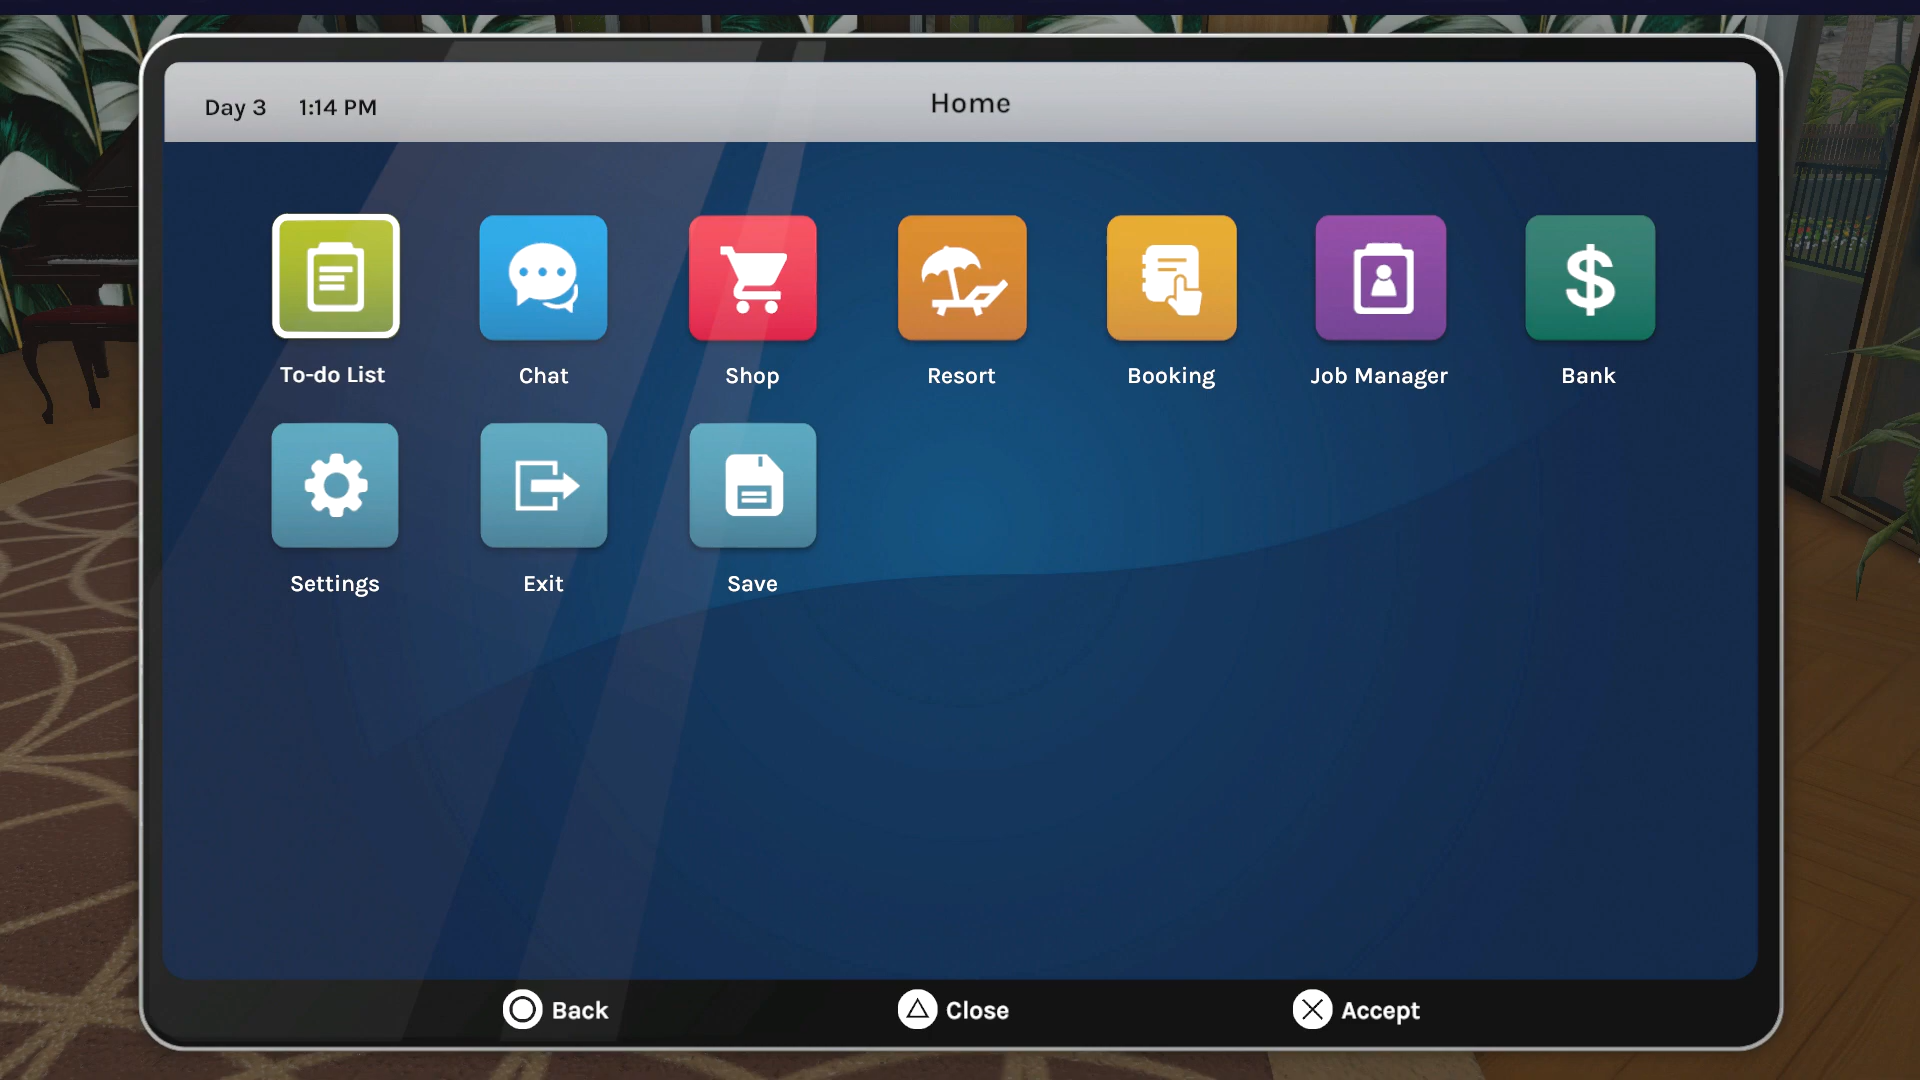 Day 3 1:14 PM Home
To-do List Chat Shop Resort Booking Job Manager Bank
Settings Exit Save
Back Close Accept